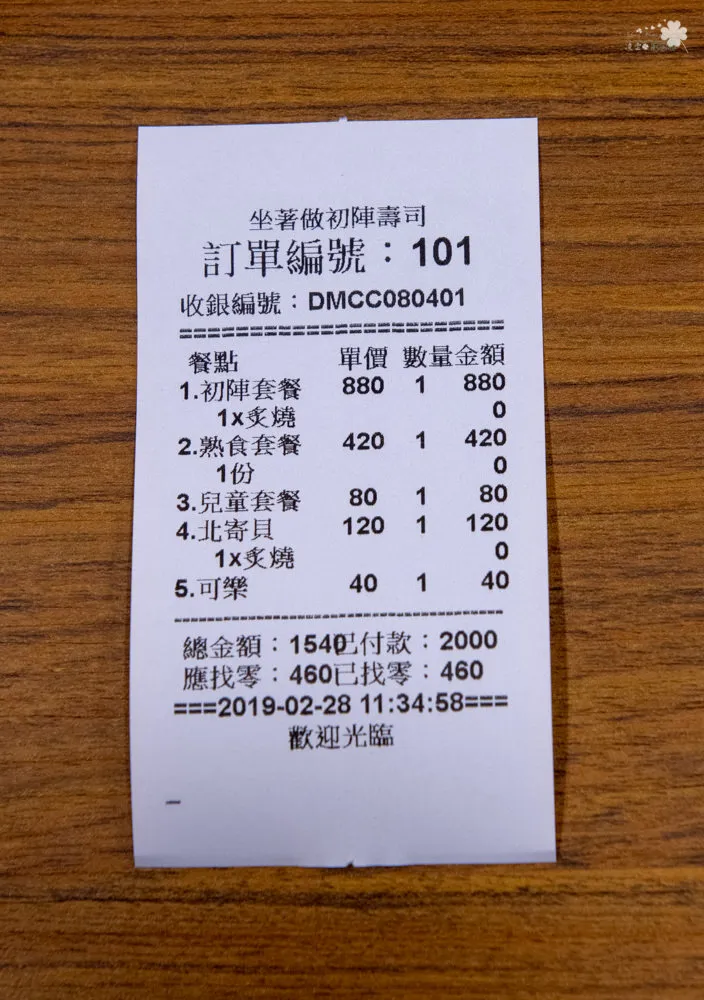 坐著做初陣壽司
訂單編號：101
收銀編號：DMCC080401
餐點 單價 數量 金額
1.初陣套餐 880 1 880
1x炙燒 0
2.熟食套餐 420 1 420
1份 0
3.兒童套餐 80 1 80
4.北寄貝 120 1 120
1x炙燒 0
5.可樂 40 1 40
總金額：1540已付款：2000
應找零：460已找零：460
===2019-02-28 11:34:58===
歡迎光臨